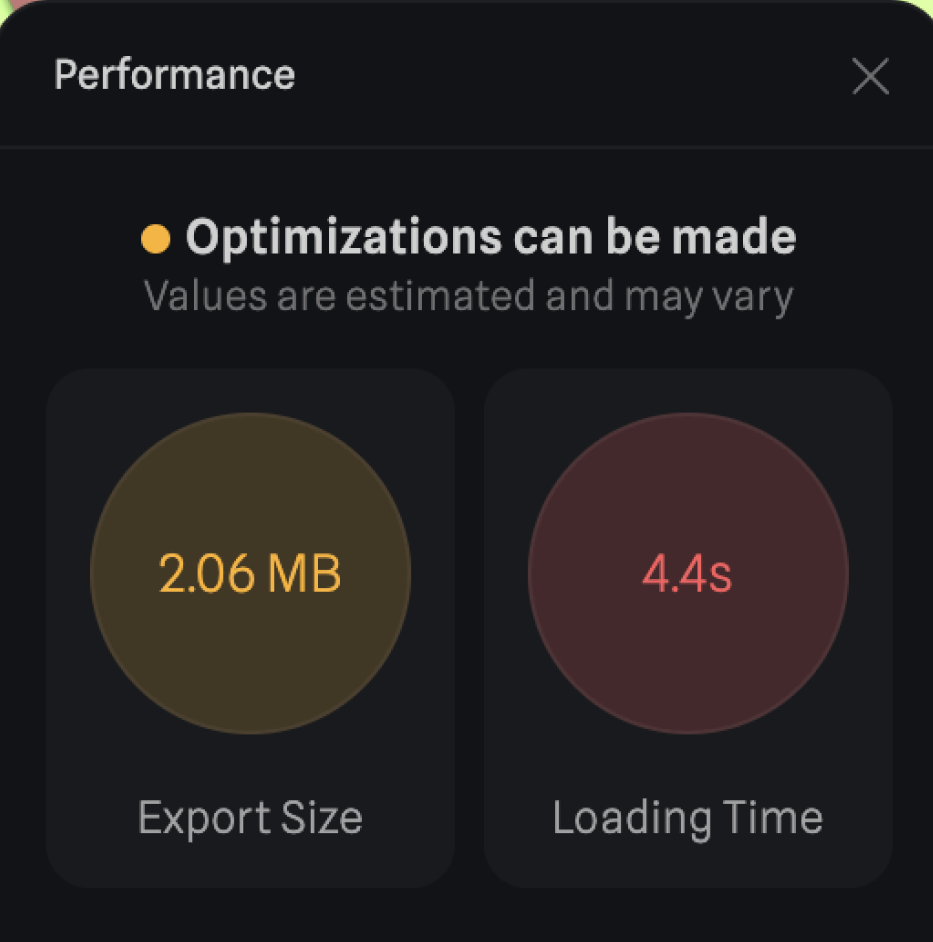 Performance
Optimizations can be made
Values are estimated and may vary
2.06 MB
4.4s
Export Size
Loading Time